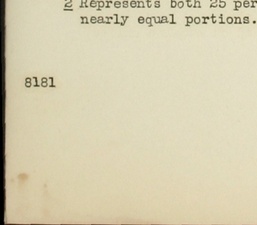 2 Represents both 25 per
nearly equal portions.
8181